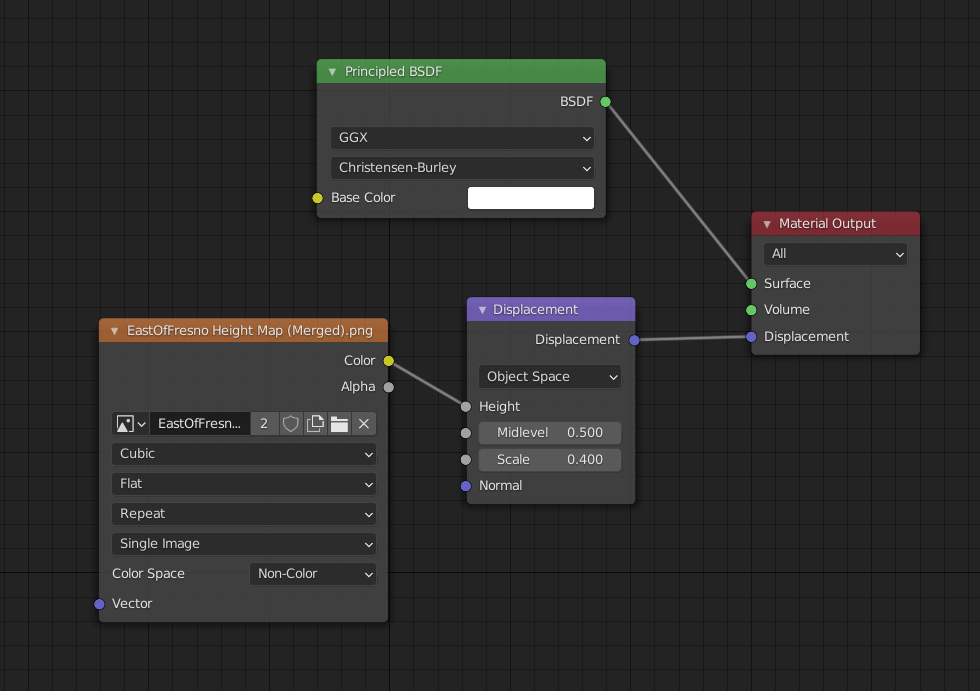 Principled BSDF
BSDF
GGX
Christensen-Burley
Base Color
Material Output
All
Surface
Volume
Displacement
EastOfFresno Height Map (Merged).png
Color
Alpha
EastOfFresn... 2
Cubic
Flat
Repeat
Single Image
Color Space Non-Color
Vector
Displacement
Displacement
Object Space
Height
Midlevel 0.500
Scale 0.400
Normal